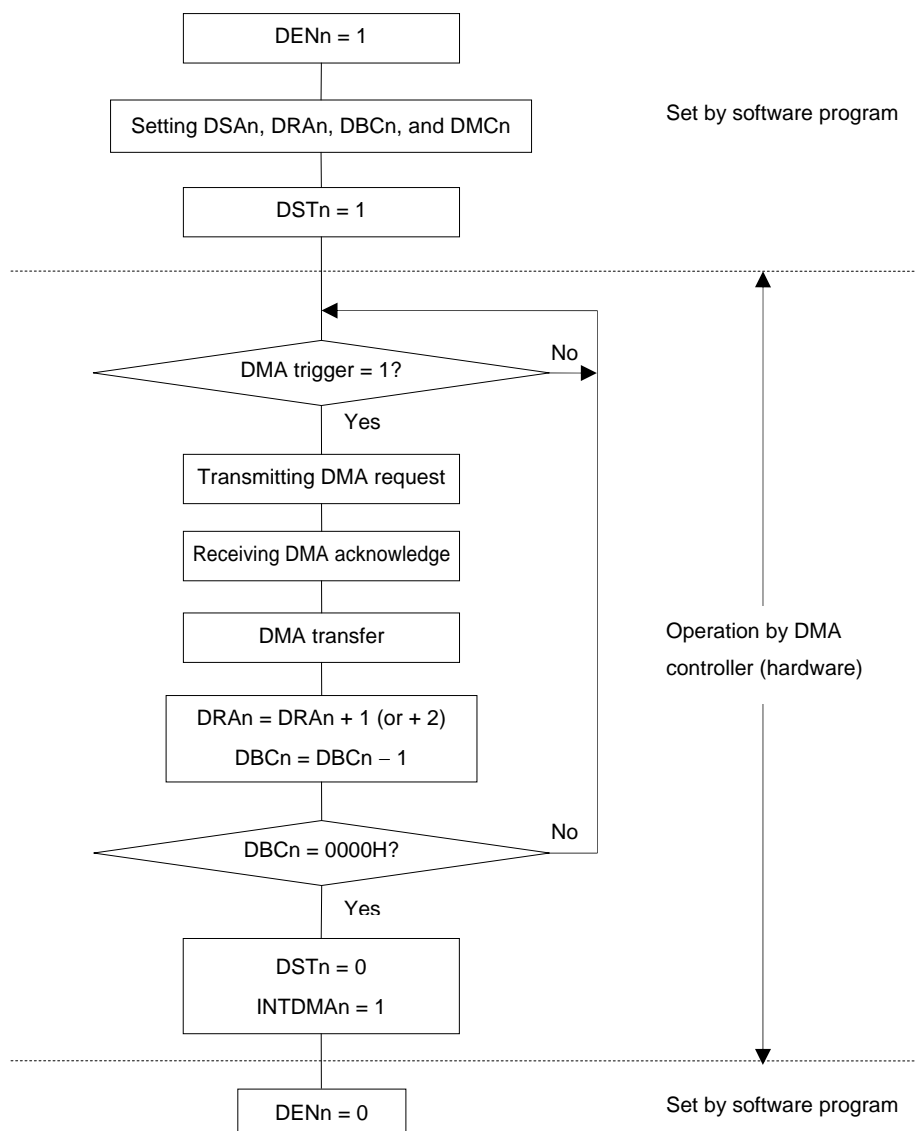 DENn = 1
Setting DSAn, DRAn, DBCn, and DMCn
Set by software program
DSTn = 1
DMA trigger = 1?
No
Yes
Transmitting DMA request
Receiving DMA acknowledge
DMA transfer
Operation by DMA
controller (hardware)
DRAn = DRAn + 1 (or + 2)
DBCn = DBCn − 1
DBCn = 0000H?
No
Yes
DSTn = 0
INTDMAn = 1
DENn = 0
Set by software program